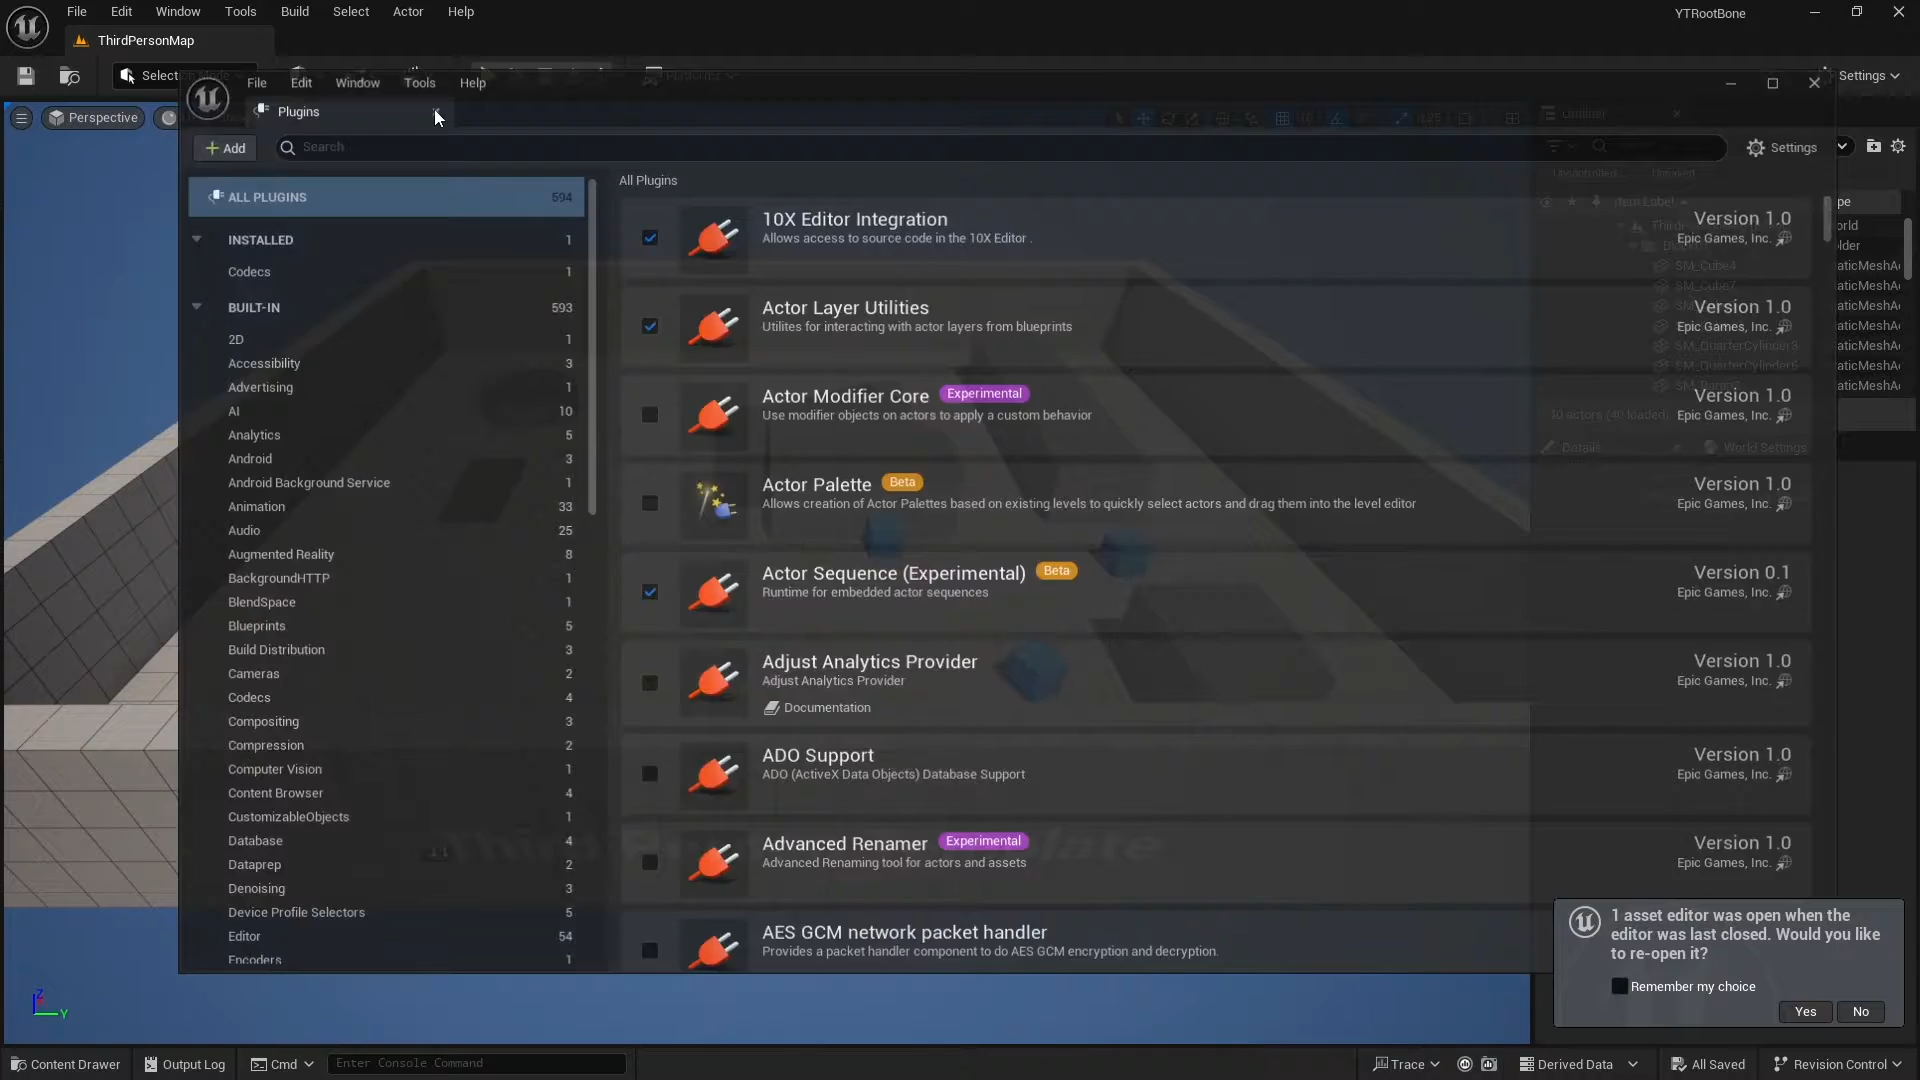 File Edit Window Tools Build Select Actor Help
YTRootBone
ThirdPersonMap
Selection Mode
Platforms
Settings
File Edit Window Tools Help
Perspective
Plugins
Outliner
Add
Search
Settings
ALL PLUGINS 594
All Plugins
INSTALLED 1
Codecs 1
BUILT-IN 593
2D 1
Accessibility 3
Advertising 1
AI 10
Analytics 5
Android 3
Android Background Service 1
Animation 33
Audio 25
Augmented Reality 8
BackgroundHTTP 1
BlendSpace 1
Blueprints 5
Build Distribution 3
Cameras 2
Codecs 4
Compositing 3
Compression 2
Computer Vision 1
Content Browser 4
CustomizableObjects 1
Database 4
Dataprep 2
Denoising 3
Device Profile Selectors 5
Editor 54
Encoders 1
10X Editor Integration
Allows access to source code in the 10X Editor .
Version 1.0
Epic Games, Inc.
Actor Layer Utilities
Utilites for interacting with actor layers from blueprints
Version 1.0
Epic Games, Inc.
Actor Modifier Core Experimental
Use modifier objects on actors to apply a custom behavior
Version 1.0
Epic Games, Inc.
Actor Palette Beta
Allows creation of Actor Palettes based on existing levels to quickly select actors and drag them into the level editor
Version 1.0
Epic Games, Inc.
Actor Sequence (Experimental) Beta
Runtime for embedded actor sequences
Version 0.1
Epic Games, Inc.
Adjust Analytics Provider
Adjust Analytics Provider
Documentation
Version 1.0
Epic Games, Inc.
ADO Support
ADO (ActiveX Data Objects) Database Support
Version 1.0
Epic Games, Inc.
Advanced Renamer Experimental
Advanced Renaming tool for actors and assets
Version 1.0
Epic Games, Inc.
AES GCM network packet handler
Provides a packet handler component to do AES GCM encryption and decryption.
Item Label
SM_Cube4
SM_Cube7
SM_QuarterCylinder3
SM_QuarterCylinder6
Details
World Settings
1 asset editor was open when the
editor was last closed. Would you like
to re-open it?
Remember my choice
Yes No
Content Drawer Output Log Cmd Enter Console Command
Trace Derived Data All Saved Revision Control